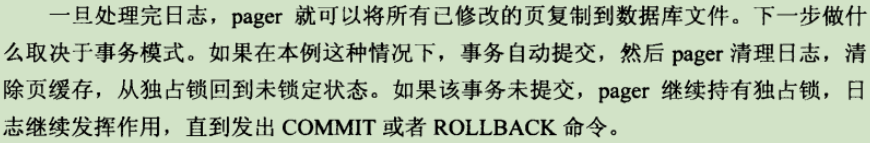 一旦处理完日志，pager 就可以将所有已修改的页复制到数据库文件。下一步做什
么取决于事务模式。如果在本例这种情况下，事务自动提交，然后 pager 清理日志，清
除页缓存，从独占锁回到未锁定状态。如果该事务未提交，pager 继续持有独占锁，日
志继续发挥作用，直到发出 COMMIT 或者 ROLLBACK 命令。